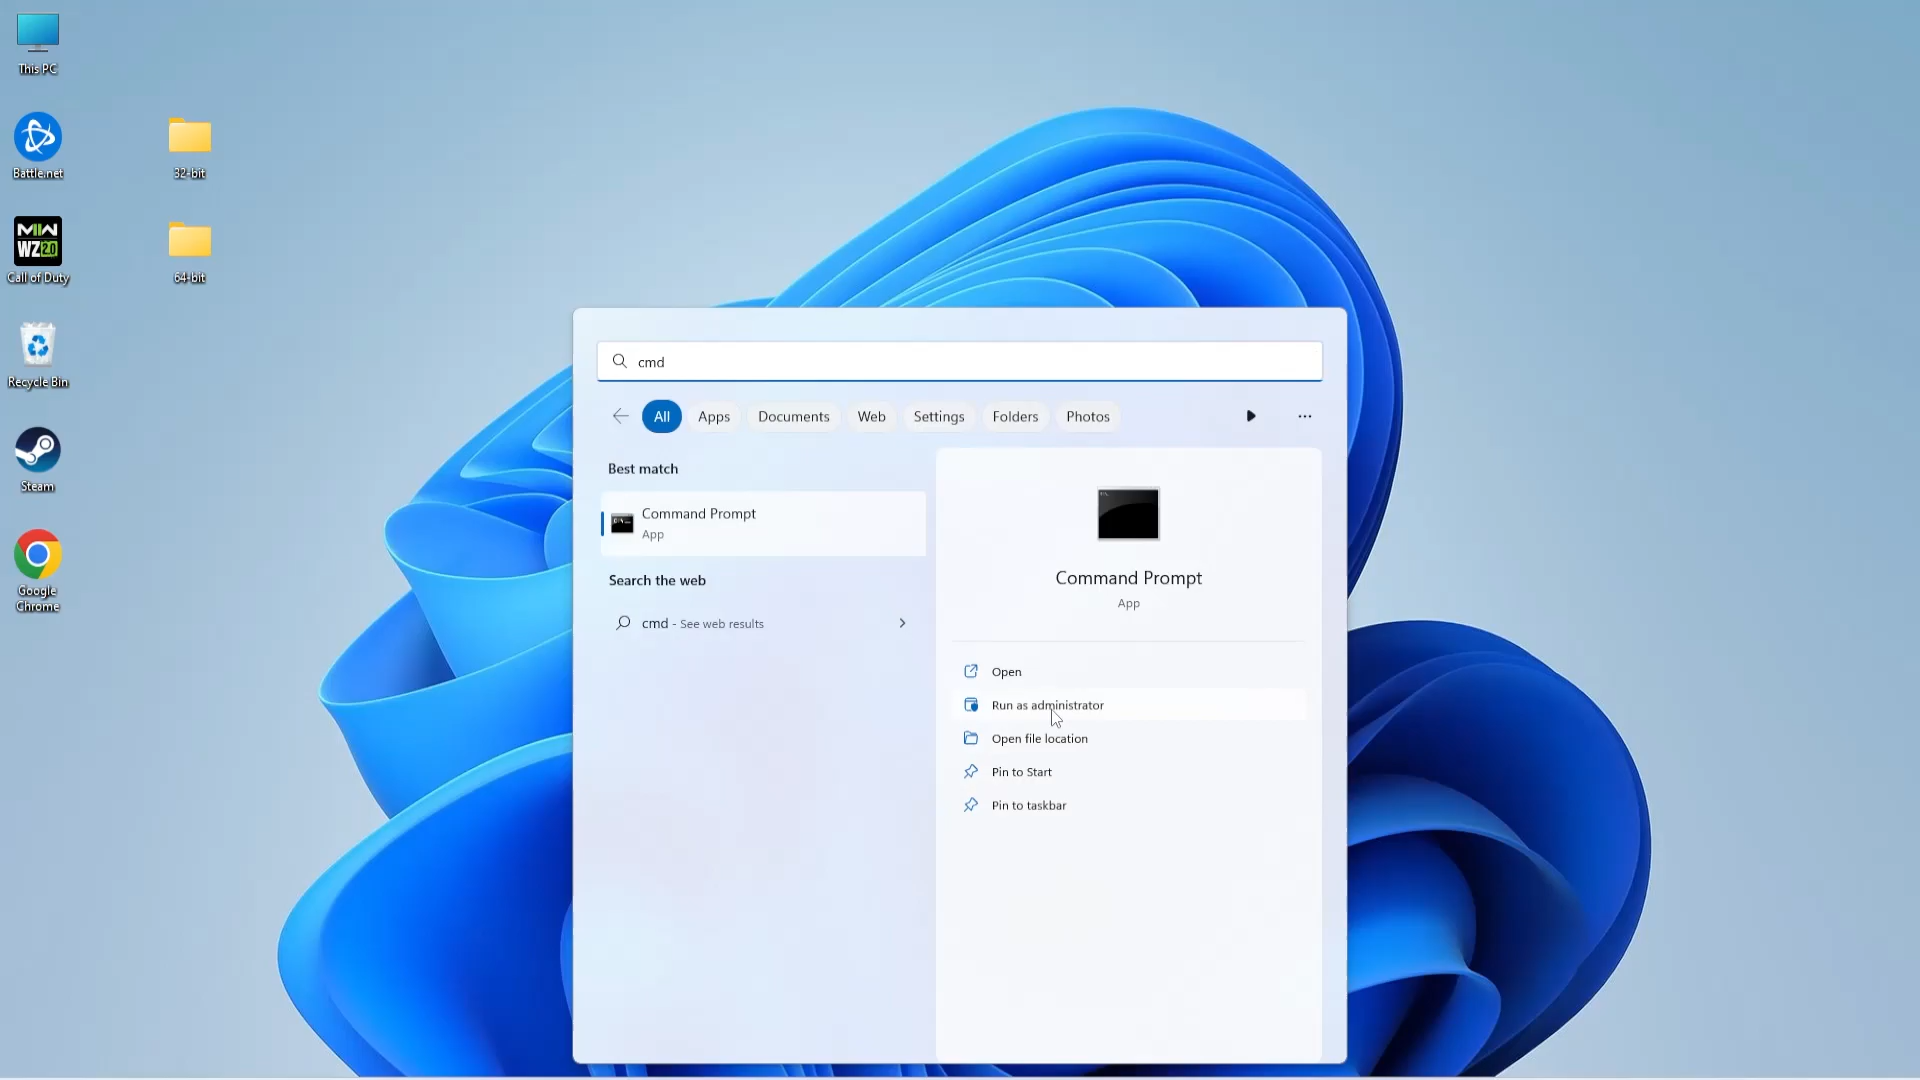 This PC
Battle.net
32-bit
MW
WZ 2.0
Call of Duty
64-bit
Recycle Bin
Steam
Google
Chrome
cmd
All
Apps
Documents
Web
Settings
Folders
Photos
Best match
Command Prompt
App
Search the web
cmd - See web results
Command Prompt
App
Open
Run as administrator
Open file location
Pin to Start
Pin to taskbar